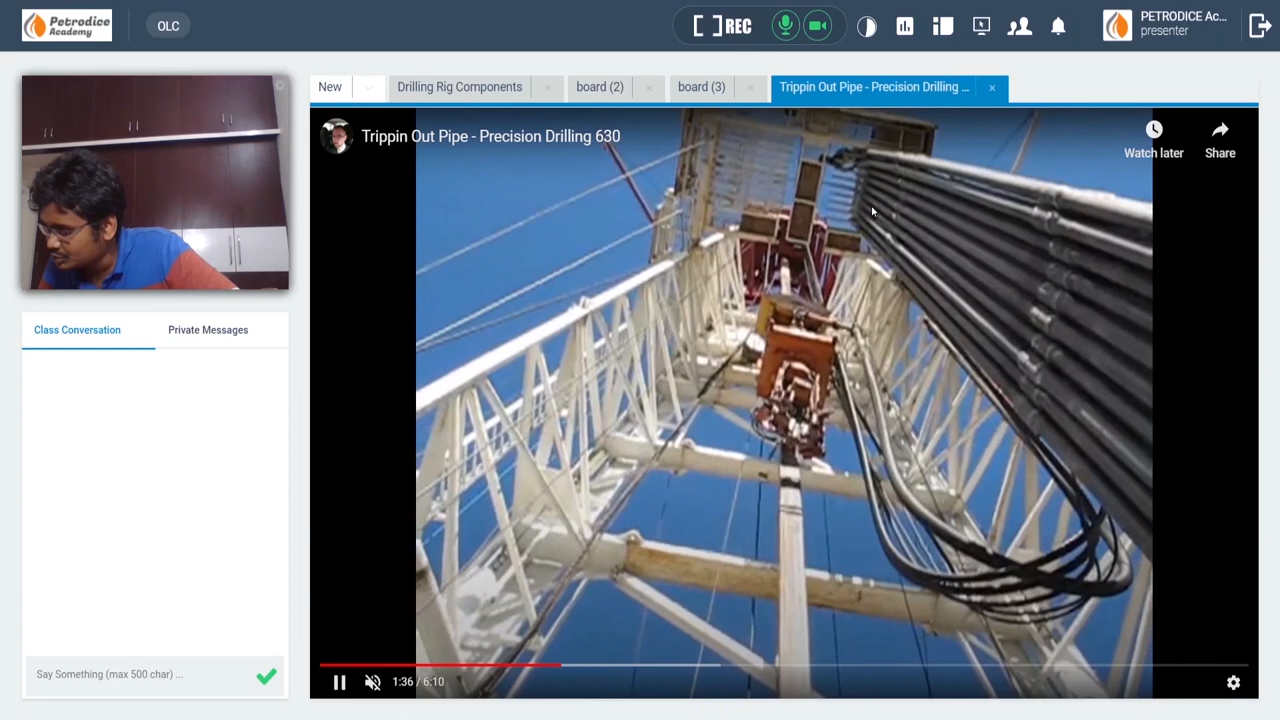 Petrodice
Academy
OLC
REC
PETRODICE Ac...
presenter
New
Drilling Rig Components
board (2)
board (3)
Trippin Out Pipe - Precision Drilling ...
Trippin Out Pipe - Precision Drilling 630
Watch later
Share
Class Conversation
Private Messages
Say Something (max 500 char) ...
1:36 / 6:10